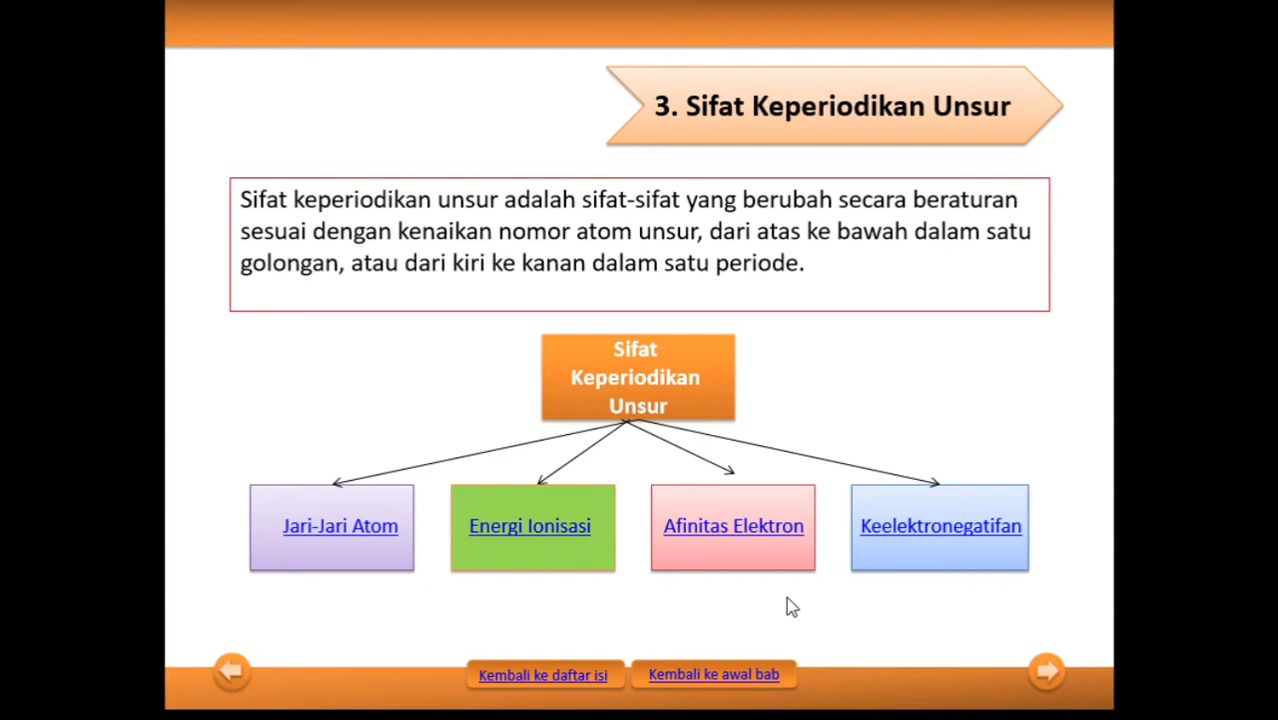 3. Sifat Keperiodikan Unsur
Sifat keperiodikan unsur adalah sifat-sifat yang berubah secara beraturan
sesuai dengan kenaikan nomor atom unsur, dari atas ke bawah dalam satu
golongan, atau dari kiri ke kanan dalam satu periode.
Sifat
Keperiodikan
Unsur
Jari-Jari Atom
Energi Ionisasi
Afinitas Elektron
Keelektronegatifan
Kembali ke daftar isi
Kembali ke awal bab